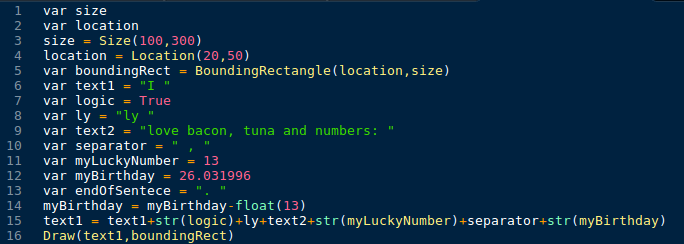 1 var size
2 var location
3 size = Size(100,300)
4 location = Location(20,50)
5 var boundingRect = BoundingRectangle(location,size)
6 var text1 = "I "
7 var logic = True
8 var ly = "ly "
9 var text2 = "love bacon, tuna and numbers: "
10 var separator = " , "
11 var myLuckyNumber = 13
12 var myBirthday = 26.031996
13 var endOfSentece = ". "
14 myBirthday = myBirthday-float(13)
15 text1 = text1+str(logic)+ly+text2+str(myLuckyNumber)+separator+str(myBirthday)
16 Draw(text1,boundingRect)